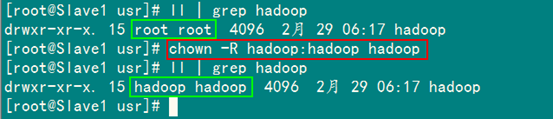 [root@Slave1 usr]# ll | grep hadoop
drwxr-xr-x. 15 root root 4096 2月 29 06:17 hadoop
[root@Slave1 usr]# chown -R hadoop:hadoop hadoop
[root@Slave1 usr]# ll | grep hadoop
drwxr-xr-x. 15 hadoop hadoop 4096 2月 29 06:17 hadoop
[root@Slave1 usr]#